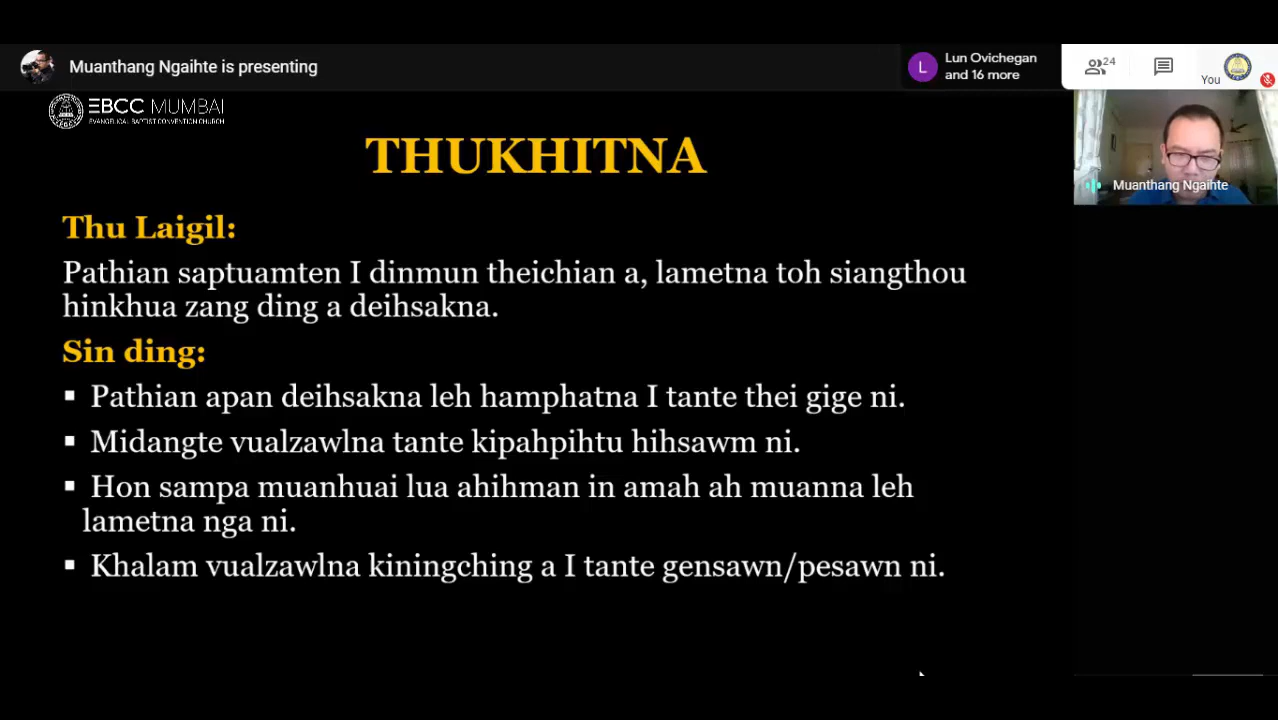 Muanthang Ngaihte is presenting
L
Lun Ovichegan
and 16 more
24
You
EBCC MUMBAI
EVANGELICAL BAPTIST CONVENTION CHURCH
Muanthang Ngaihte
THUKHITNA
Thu Laigil:
Pathian saptuamten I dinmun theichian a, lametna toh siangthou
hinkhua zang ding a deihsakna.
Sin ding:
▪ Pathian apan deihsakna leh hamphatna I tante thei gige ni.
▪ Midangte vualzawlna tante kipahpihtu hihsawm ni.
▪ Hon sampa muanhuai lua ahihman in amah ah muanna leh
lametna nga ni.
▪ Khalam vualzawlna kiningching a I tante gensawn/pesawn ni.